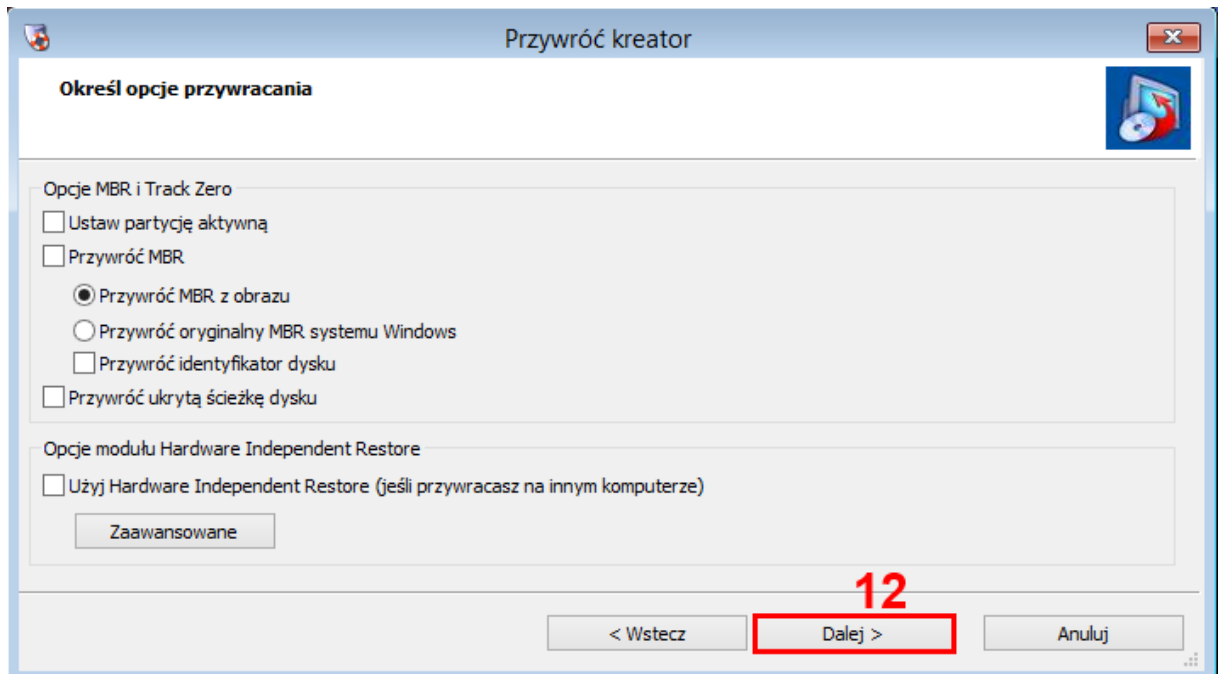 Przywróć kreator
Określ opcje przywracania
Opcje MBR i Track Zero
Ustaw partycję aktywną
Przywróć MBR
Przywróć MBR z obrazu
Przywróć oryginalny MBR systemu Windows
Przywróć identyfikator dysku
Przywróć ukrytą ścieżkę dysku
Opcje modułu Hardware Independent Restore
Użyj Hardware Independent Restore (jeśli przywracasz na innym komputerze)
Zaawansowane
12
< Wstecz Dalej > Anuluj